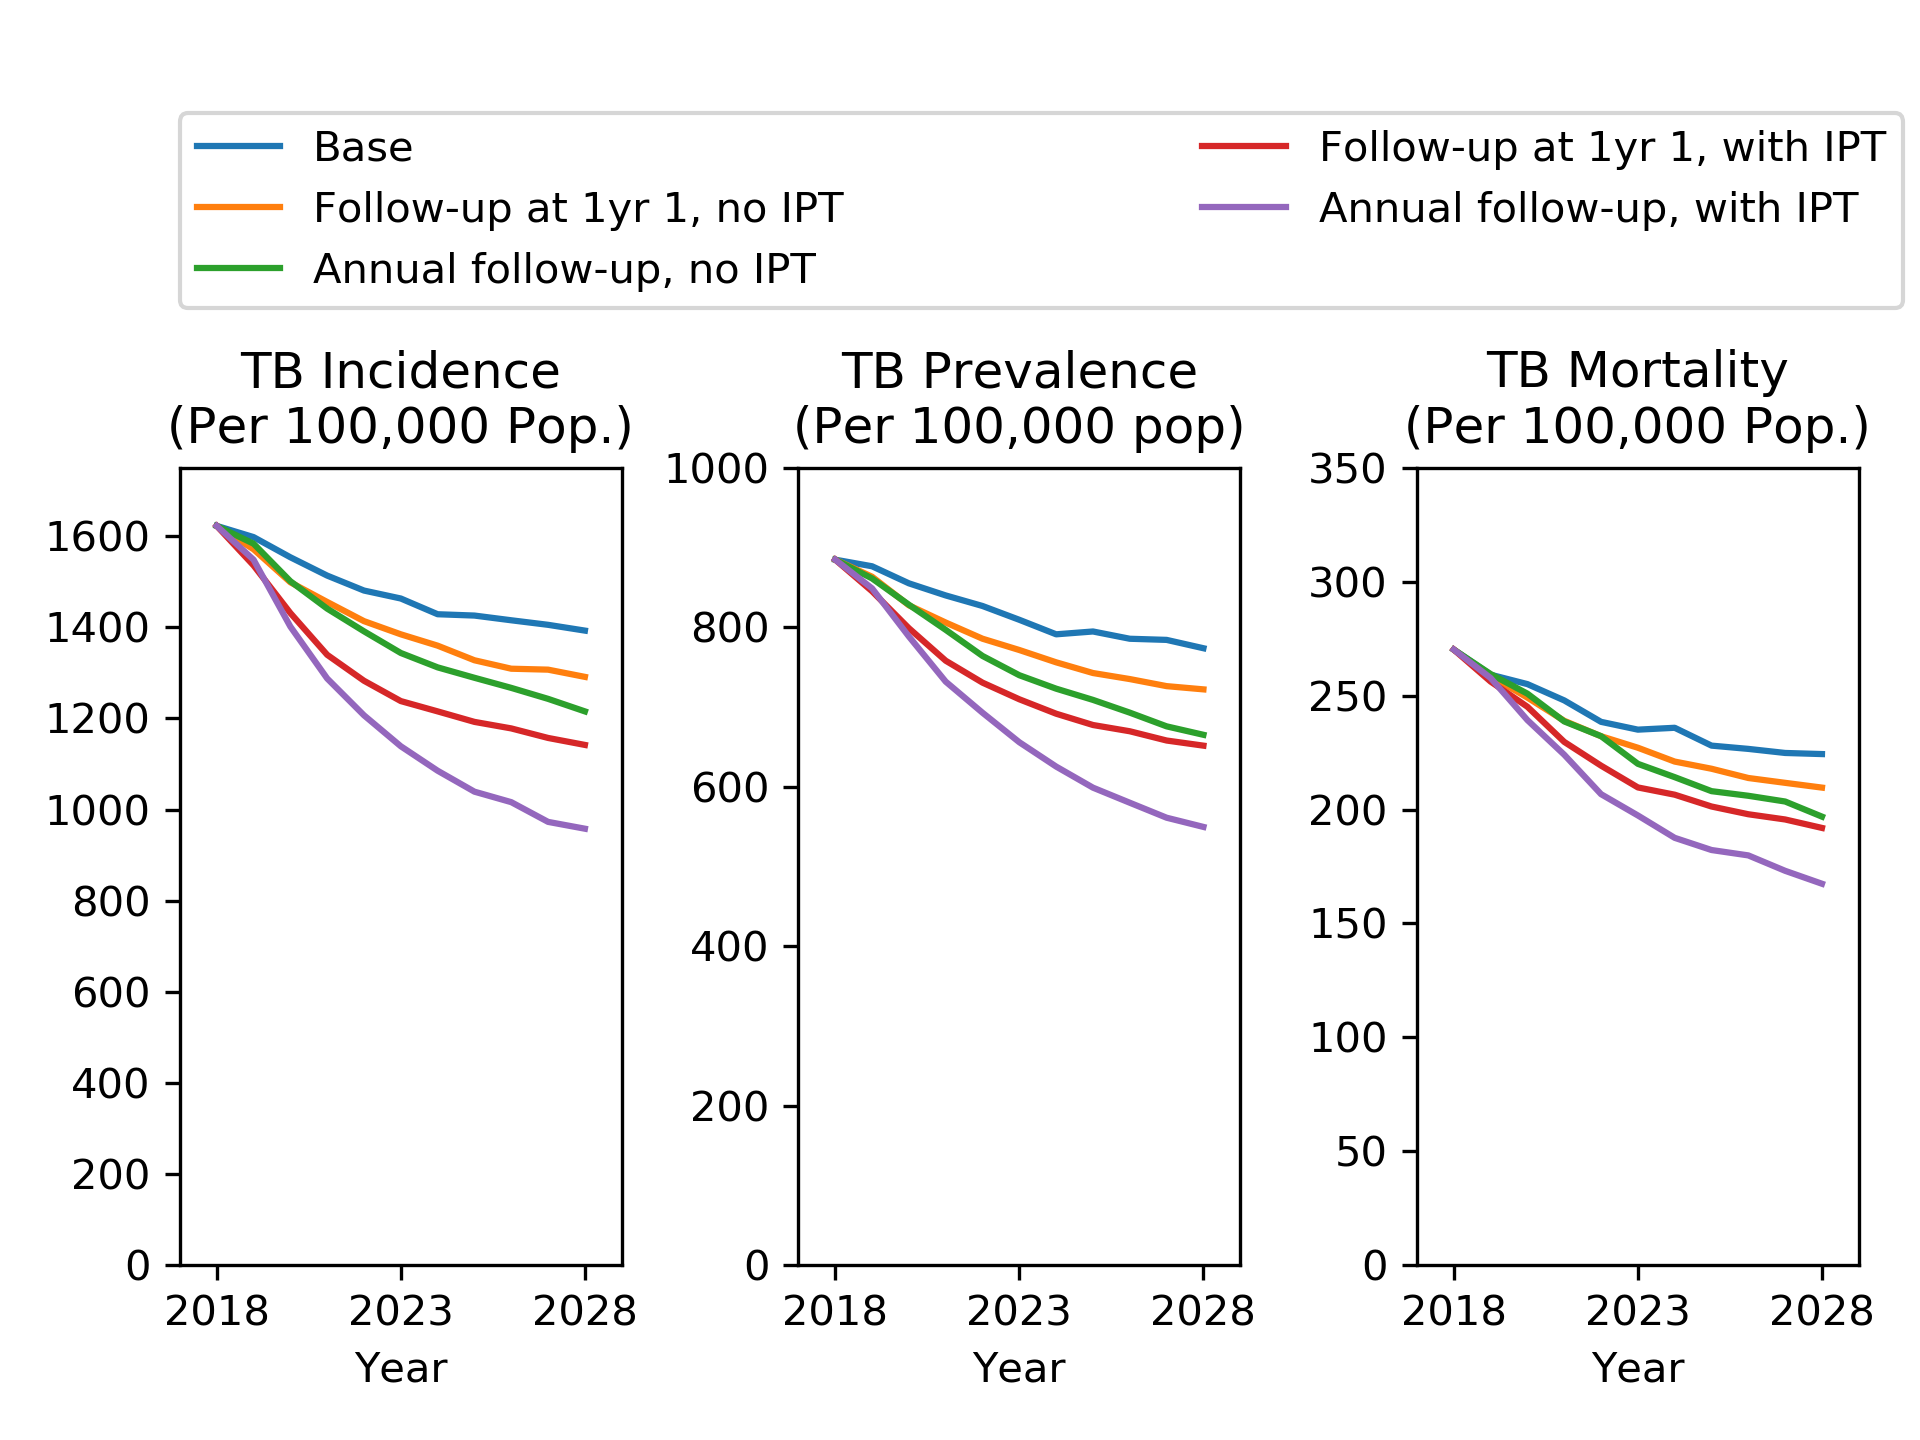 Base
Follow-up at 1yr 1, no IPT
Annual follow-up, no IPT
Follow-up at 1yr 1, with IPT
Annual follow-up, with IPT
TB Incidence
(Per 100,000 Pop.)
1600
1400
1200
1000
800
600
400
200
0
2018 2023 2028
Year
TB Prevalence
(Per 100,000 pop)
1000
800
600
400
200
0
2018 2023 2028
Year
TB Mortality
(Per 100,000 Pop.)
350
300
250
200
150
100
50
0
2018 2023 2028
Year